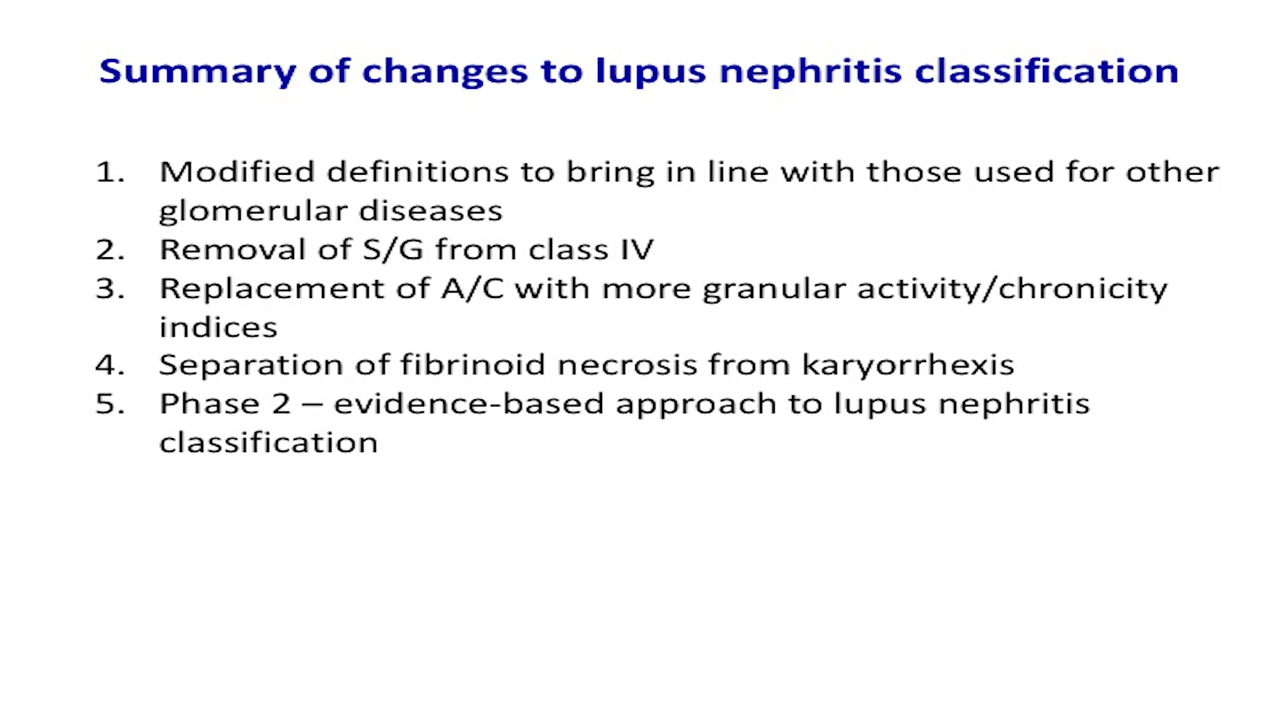 Summary of changes to lupus nephritis classification
1. Modified definitions to bring in line with those used for other
glomerular diseases
2. Removal of S/G from class IV
3. Replacement of A/C with more granular activity/chronicity
indices
4. Separation of fibrinoid necrosis from karyorrhexis
5. Phase 2 – evidence-based approach to lupus nephritis
classification